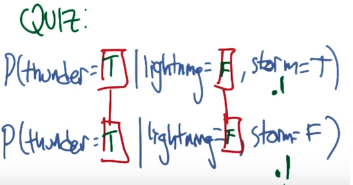 QUIZ:
P(thunder=T|lightning=F, storm=T)
.1
P(thunder=T|lightning=F, storm=F)
.1